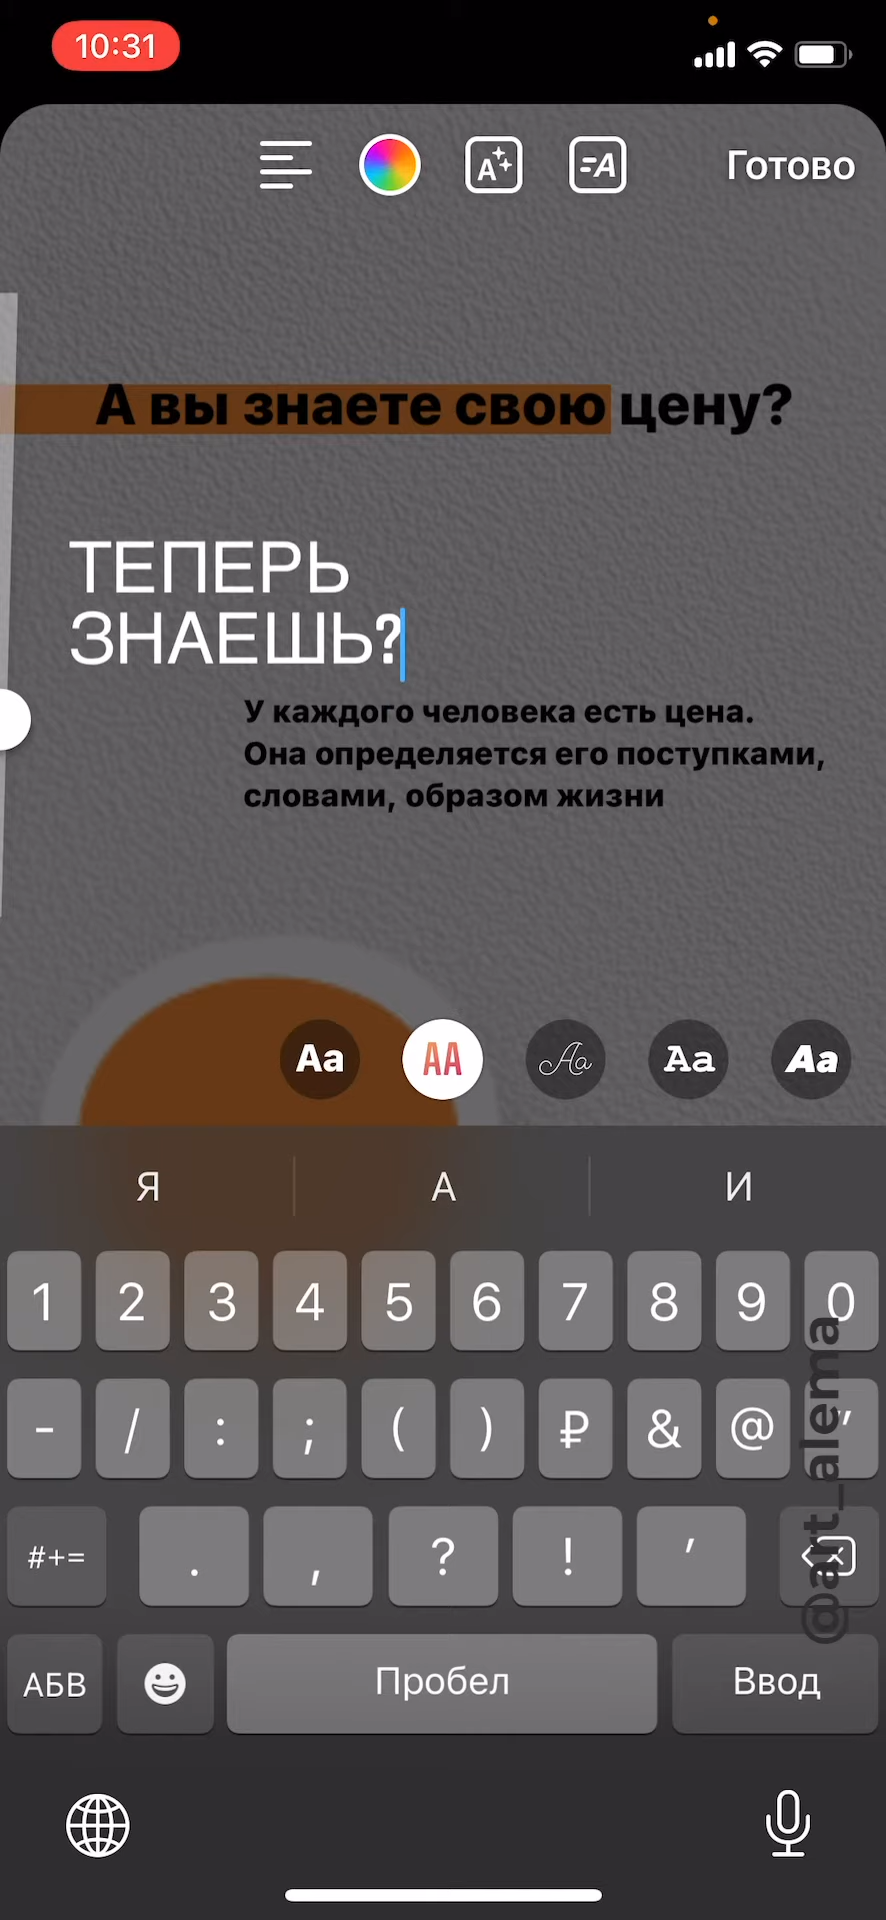 10:31
Готово
А вы знаете свою цену?
ТЕПЕРЬ
ЗНАЕШЬ?
У каждого человека есть цена.
Она определяется его поступками,
словами, образом жизни
Aa AA Aa Aa Aa
Я А И
1 2 3 4 5 6 7 8 9 0
- / : ; ( ) ₽ & @ "
#+= . , ? ! '
АБВ Пробел Ввод
@art_alema